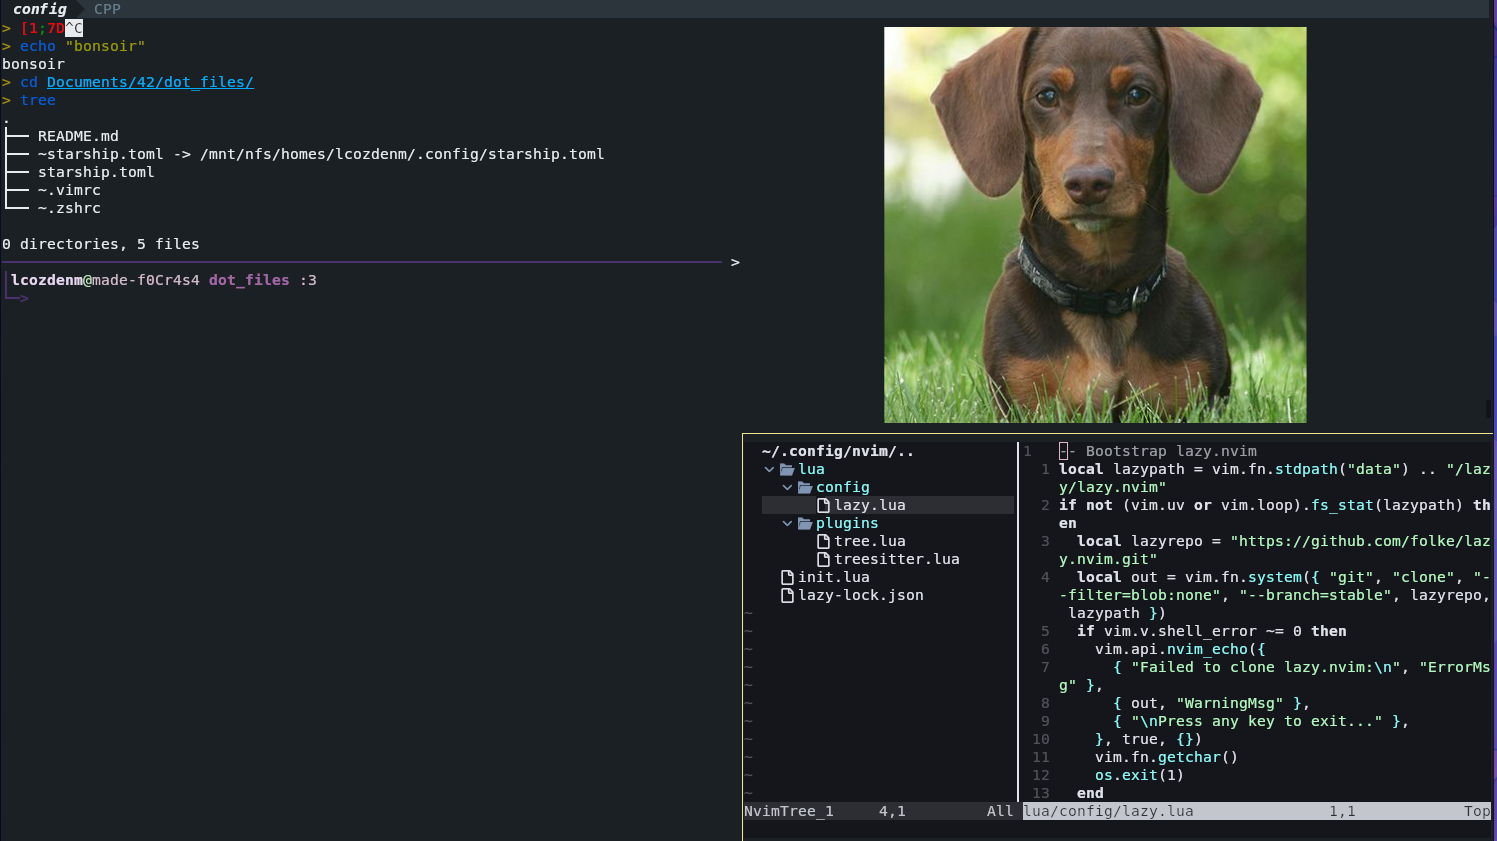 config CPP
> [1;7D^C
> echo "bonsoir"
bonsoir
> cd Documents/42/dot_files/
> tree
.
├── README.md
├── ~starship.toml -> /mnt/nfs/homes/lcozdenm/.config/starship.toml
├── starship.toml
├── ~.vimrc
└── ~.zshrc
0 directories, 5 files
>
lcozdenm@made-f0Cr4s4 dot_files :3
└─>
~/.config/nvim/..
lua
config
lazy.lua
plugins
tree.lua
treesitter.lua
init.lua
lazy-lock.json
~
~
~
~
~
~
~
~
~
~
~
NvimTree_1 4,1 All
1 -- Bootstrap lazy.nvim
1 local lazypath = vim.fn.stdpath("data") .. "/laz
y/lazy.nvim"
2 if not (vim.uv or vim.loop).fs_stat(lazypath) th
en
3 local lazyrepo = "https://github.com/folke/laz
y.nvim.git"
4 local out = vim.fn.system({ "git", "clone", "-
-filter=blob:none", "--branch=stable", lazyrepo,
lazypath })
5 if vim.v.shell_error ~= 0 then
6 vim.api.nvim_echo({
7 { "Failed to clone lazy.nvim:\n", "ErrorMs
g" },
8 { out, "WarningMsg" },
9 { "\nPress any key to exit..." },
10 }, true, {})
11 vim.fn.getchar()
12 os.exit(1)
13 end
lua/config/lazy.lua 1,1 Top